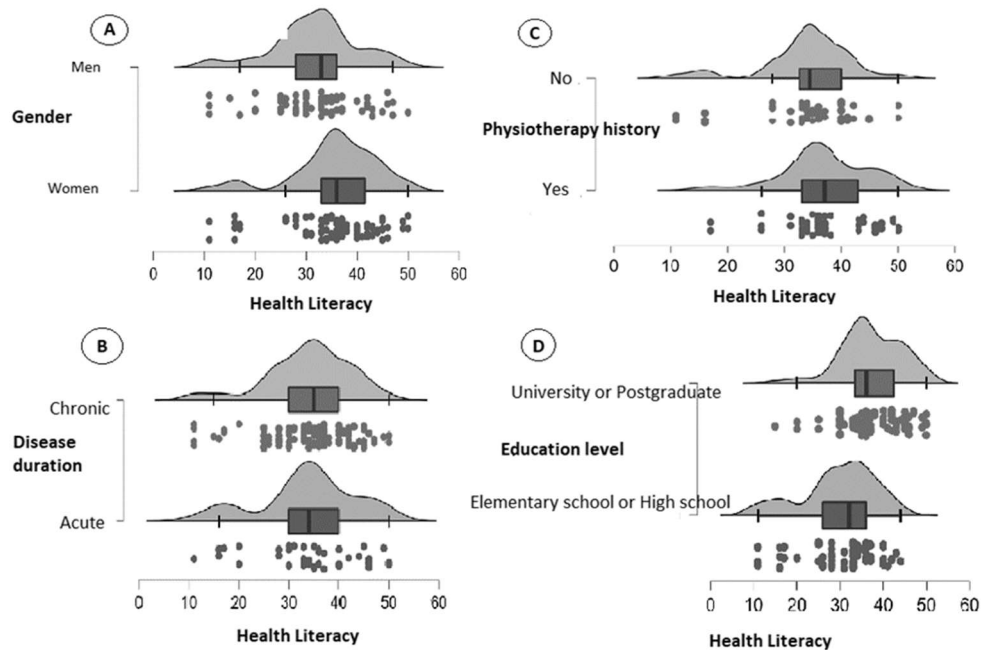 A
Men
Gender
Women
0 10 20 30 40 50 60
Health Literacy
C
No
Physiotherapy history
Yes
0 10 20 30 40 50 60
Health Literacy
B
Chronic
Disease
duration
Acute
0 10 20 30 40 50 60
Health Literacy
D
University or Postgraduate
Education level
Elementary school or High school
0 10 20 30 40 50 60
Health Literacy